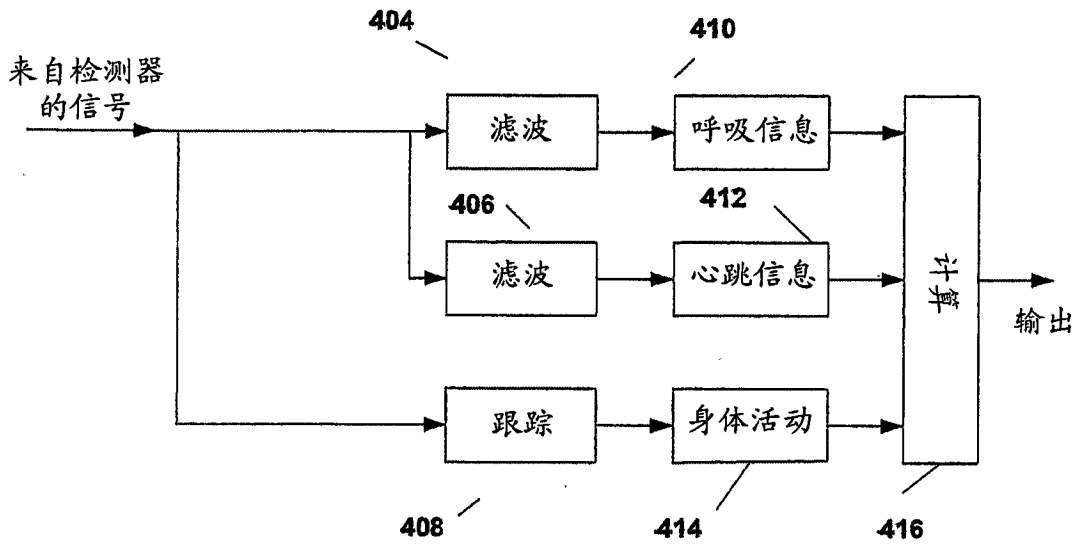 404
410
来自检测器
的信号
滤波
呼吸信息
406
412
滤波
心跳信息
计算
输出
跟踪
身体活动
408
414
416